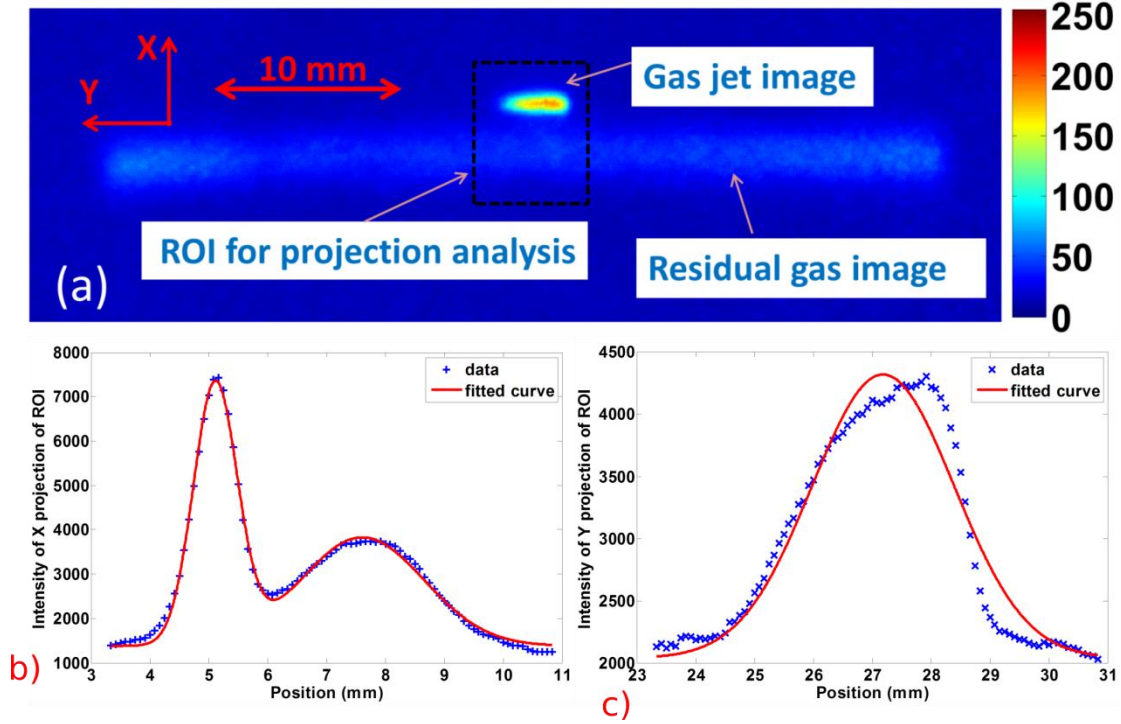 X
Y
10 mm
Gas jet image
ROI for projection analysis
Residual gas image
(a)
250
200
150
100
50
0
Intensity of X projection of ROI
8000
7000
6000
5000
4000
3000
2000
1000
3 4 5 6 7 8 9 10 11
Position (mm)
data
fitted curve
b)
Intensity of Y projection of ROI
4500
4000
3500
3000
2500
2000
24 25 26 27 28 29 30 31
23
Position (mm)
data
fitted curve
c)